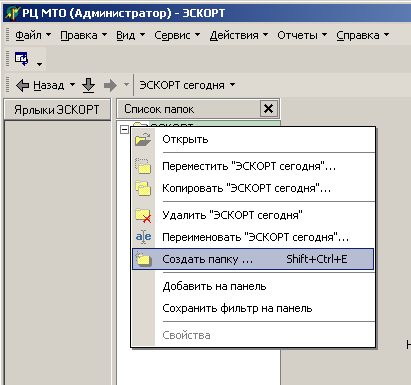 РЦ МТО (Администратор) - ЭСКОРТ
Файл Правка Вид Сервис Действия Отчеты Справка
Назад ЭСКОРТ сегодня
Ярлыки ЭСКОРТ Список папок
ЭСКОРТ
Открыть
Переместить "ЭСКОРТ сегодня"...
Копировать "ЭСКОРТ сегодня"...
Удалить "ЭСКОРТ сегодня"
Переименовать "ЭСКОРТ сегодня"...
Создать папку ... Shift+Ctrl+E
Добавить на панель
Сохранить фильтр на панель
Свойства